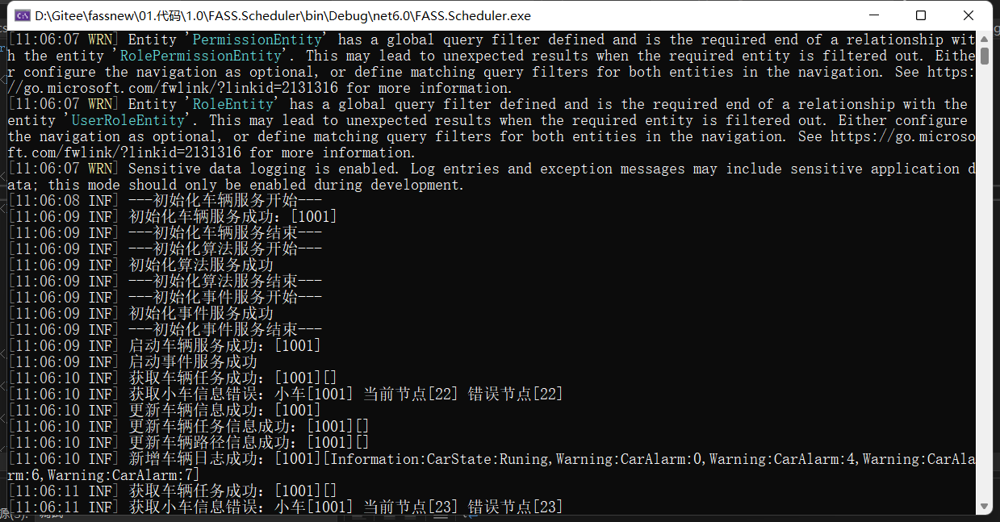 D:\Gitee\fassnew\01.代码\1.0\FASS.Scheduler\bin\Debug\net6.0\FASS.Scheduler.exe
[11:06:07 WRN] Entity 'PermissionEntity' has a global query filter defined and is the required end of a relationship wit
h the entity 'RolePermissionEntity'. This may lead to unexpected results when the required entity is filtered out. Eithe
r configure the navigation as optional, or define matching query filters for both entities in the navigation. See https:
//go.microsoft.com/fwlink/?linkid=2131316 for more information.
[11:06:07 WRN] Entity 'RoleEntity' has a global query filter defined and is the required end of a relationship with the
entity 'UserRoleEntity'. This may lead to unexpected results when the required entity is filtered out. Either configure
the navigation as optional, or define matching query filters for both entities in the navigation. See https://go.microso
ft.com/fwlink/?linkid=2131316 for more information.
[11:06:07 WRN] Sensitive data logging is enabled. Log entries and exception messages may include sensitive application d
ata; this mode should only be enabled during development.
[11:06:08 INF] ---初始化车辆服务开始---
[11:06:09 INF] 初始化车辆服务成功：[1001]
[11:06:09 INF] ---初始化车辆服务结束---
[11:06:09 INF] ---初始化算法服务开始---
[11:06:09 INF] 初始化算法服务成功
[11:06:09 INF] ---初始化算法服务结束---
[11:06:09 INF] ---初始化事件服务开始---
[11:06:09 INF] 初始化事件服务成功
[11:06:09 INF] ---初始化事件服务结束---
[11:06:09 INF] 启动车辆服务成功：[1001]
[11:06:09 INF] 启动事件服务成功
[11:06:10 INF] 获取车辆任务成功：[1001][]
[11:06:10 INF] 获取小车信息错误：小车[1001] 当前节点[22] 错误节点[22]
[11:06:10 INF] 更新车辆信息成功：[1001]
[11:06:10 INF] 更新车辆任务信息成功：[1001][]
[11:06:10 INF] 更新车辆路径信息成功：[1001][]
[11:06:10 INF] 新增车辆日志成功：[1001][Information:CarState:Runing,Warning:CarAlarm:0,Warning:CarAlarm:4,Warning:CarAla
rm:6,Warning:CarAlarm:7]
[11:06:11 INF] 获取车辆任务成功：[1001][]
[11:06:11 INF] 获取小车信息错误：小车[1001] 当前节点[23] 错误节点[23]